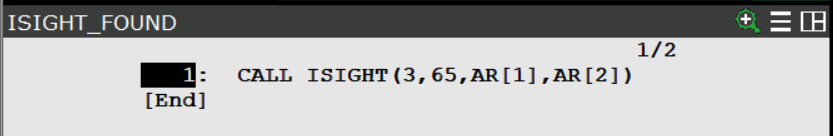 ISIGHT_FOUND
1/2
1: CALL ISIGHT(3,65,AR[1],AR[2])
[End]